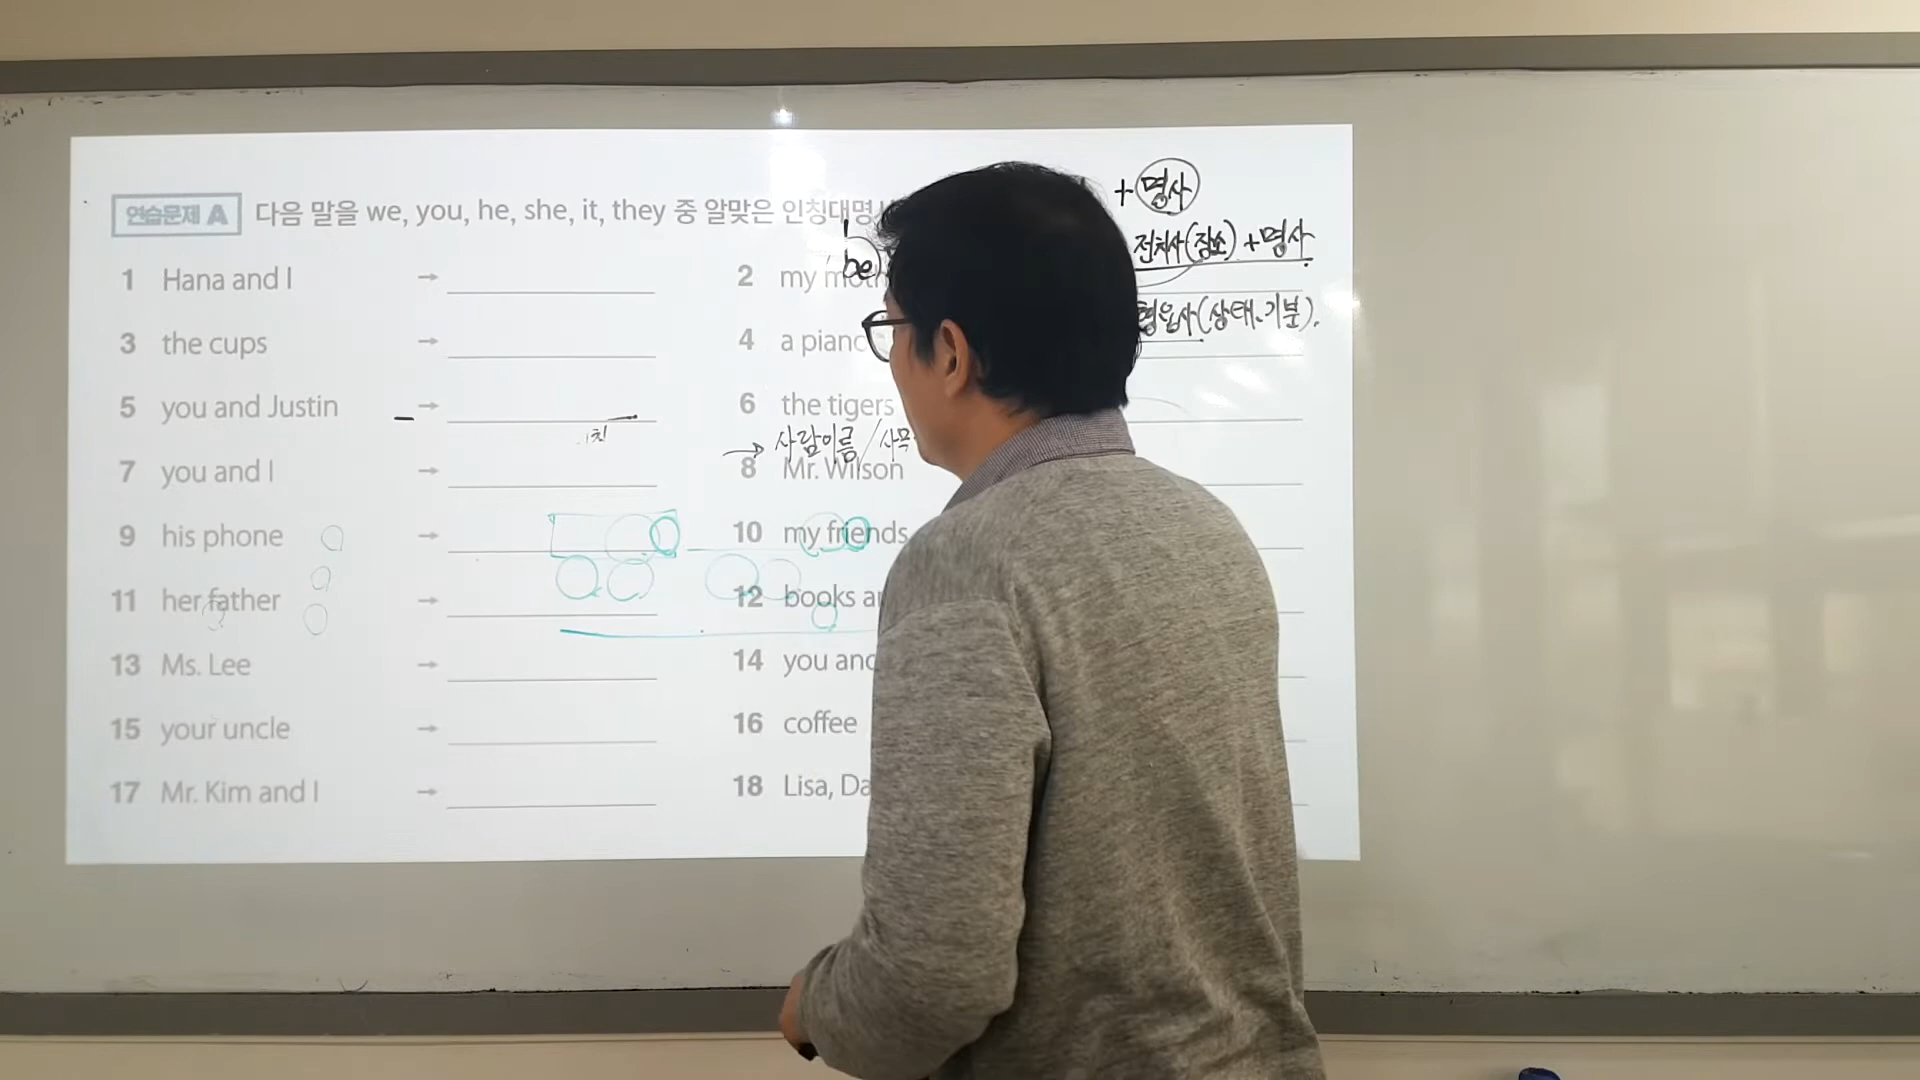 연습문제 A 다음 말을 we, you, he, she, it, they 중 알맞은 인칭대명
+ 명사
be
전치사(장소) + 명사.
형용사(상태, 기분).
1 Hana and I →
2 my moth
3 the cups →
4 a piano
5 you and Justin →
6 the tigers
→ 사람이름 / 사물
7 you and I →
8 Mr. Wilson
9 his phone →
10 my friends
11 her father →
12 books a
13 Ms. Lee →
14 you and
15 your uncle →
16 coffee
17 Mr. Kim and I →
18 Lisa, Da